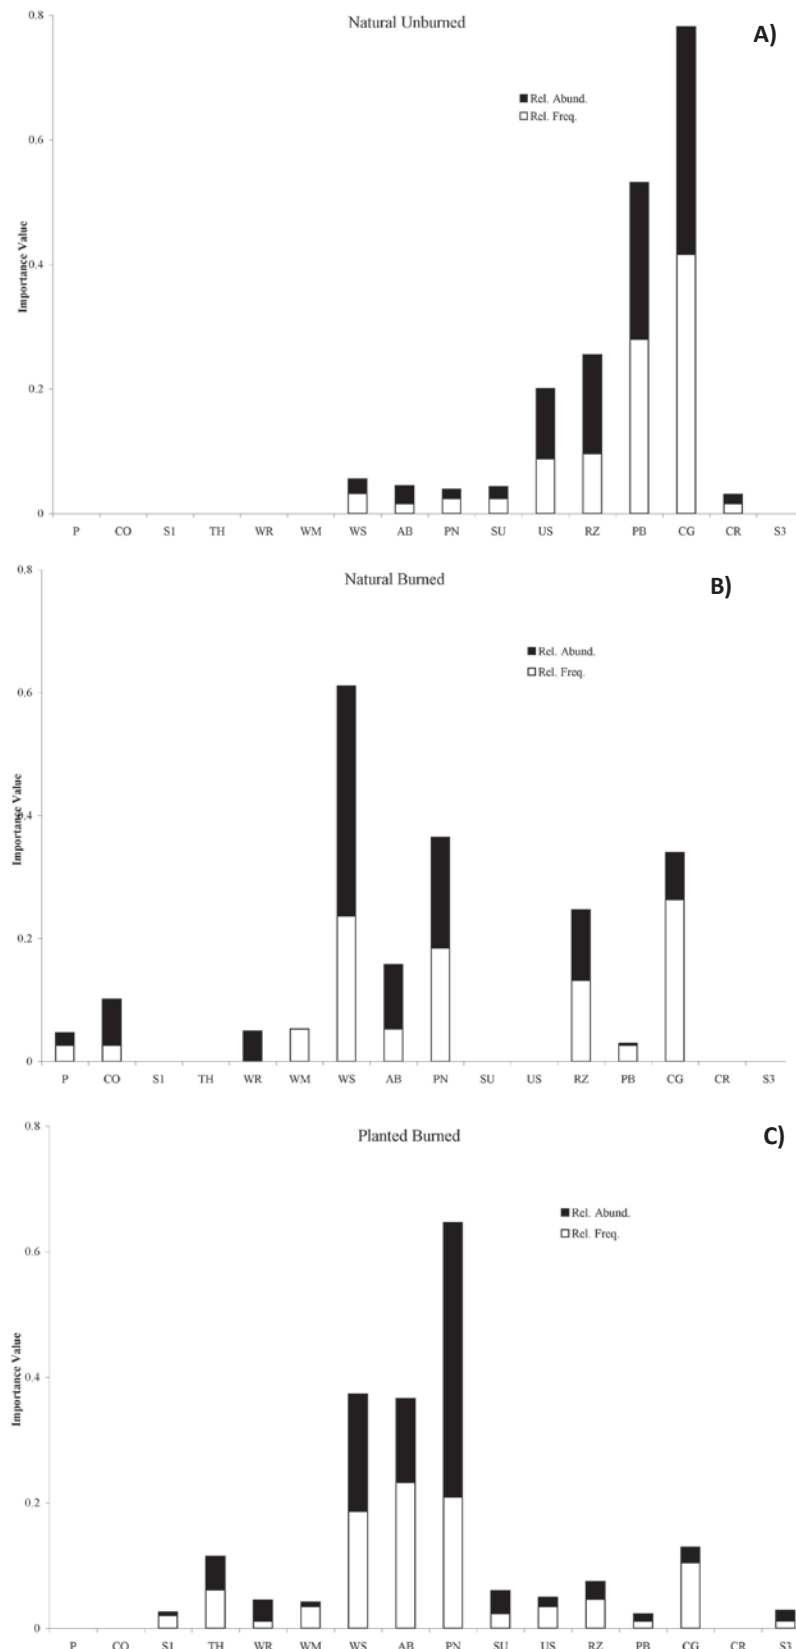 Natural Unburned
A)
Rel. Abund.
Rel. Freq.
Importance Value
0.8
0.6
0.4
0.2
0
P CO S1 TH WR WM WS AB PN SU US RZ PB CG CR S3
Natural Burned
B)
Rel. Abund.
Rel. Freq.
Importance Value
0.8
0.6
0.4
0.2
0
P CO S1 TH WR WM WS AB PN SU US RZ PB CG CR S3
Planted Burned
C)
Rel. Abund.
Rel. Freq.
Importance Value
0.8
0.6
0.4
0.2
0
P CO S1 TH WR WM WS AB PN SU US RZ PB CG CR S3